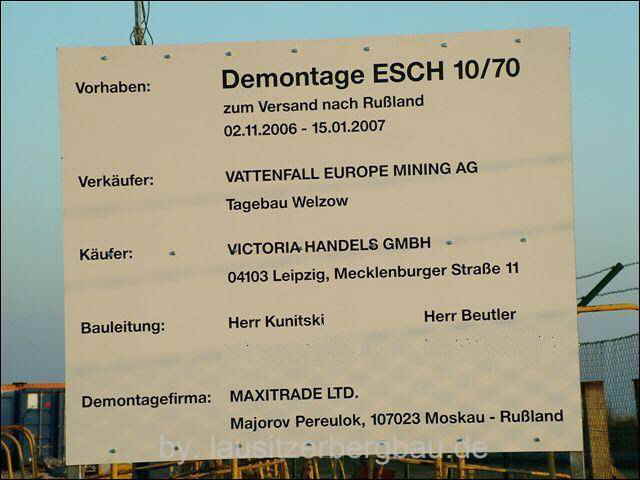 Vorhaben: Demontage ESCH 10/70
zum Versand nach Rußland
02.11.2006 - 15.01.2007
Verkäufer: VATTENFALL EUROPE MINING AG
Tagebau Welzow
Käufer: VICTORIA HANDELS GMBH
04103 Leipzig, Mecklenburger Straße 11
Bauleitung: Herr Kunitski Herr Beutler
Demontagefirma: MAXITRADE LTD.
Majorov Pereulok, 107023 Moskau - Rußland
by lausitzerbergbau.de